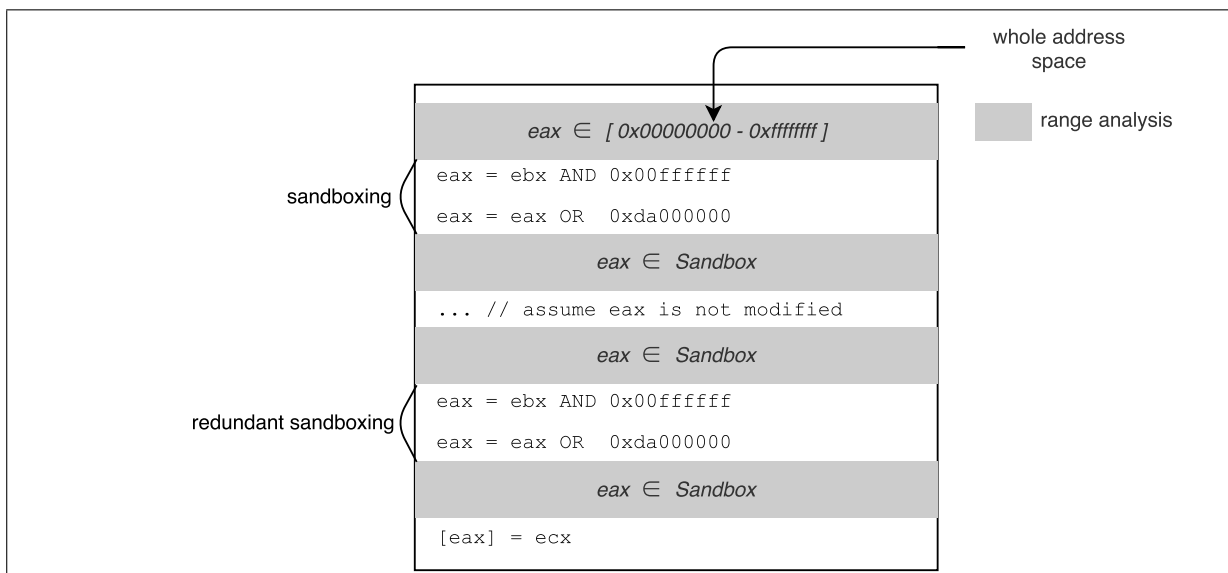 whole address
space
eax ∈ [ 0x00000000 - 0xffffffff ]
range analysis
eax = ebx AND 0x00ffffff
sandboxing
eax = eax OR 0xda000000
eax ∈ Sandbox
... // assume eax is not modified
eax ∈ Sandbox
eax = ebx AND 0x00ffffff
redundant sandboxing
eax = eax OR 0xda000000
eax ∈ Sandbox
[eax] = ecx